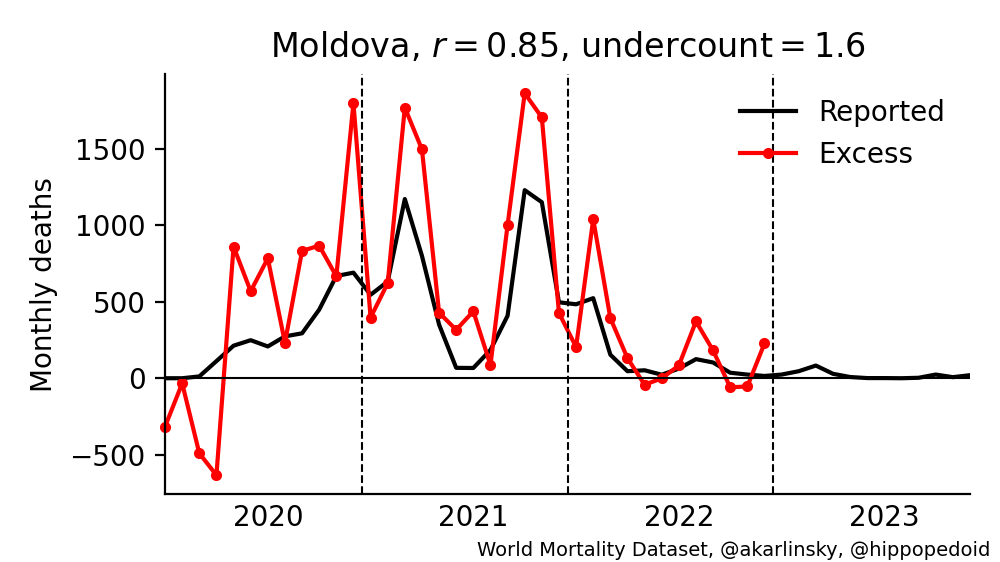 Moldova, r = 0.85, undercount = 1.6
Reported
Excess
Monthly deaths
1500
1000
500
0
−500
2020 2021 2022 2023
World Mortality Dataset, @akarlinsky, @hippopedoid